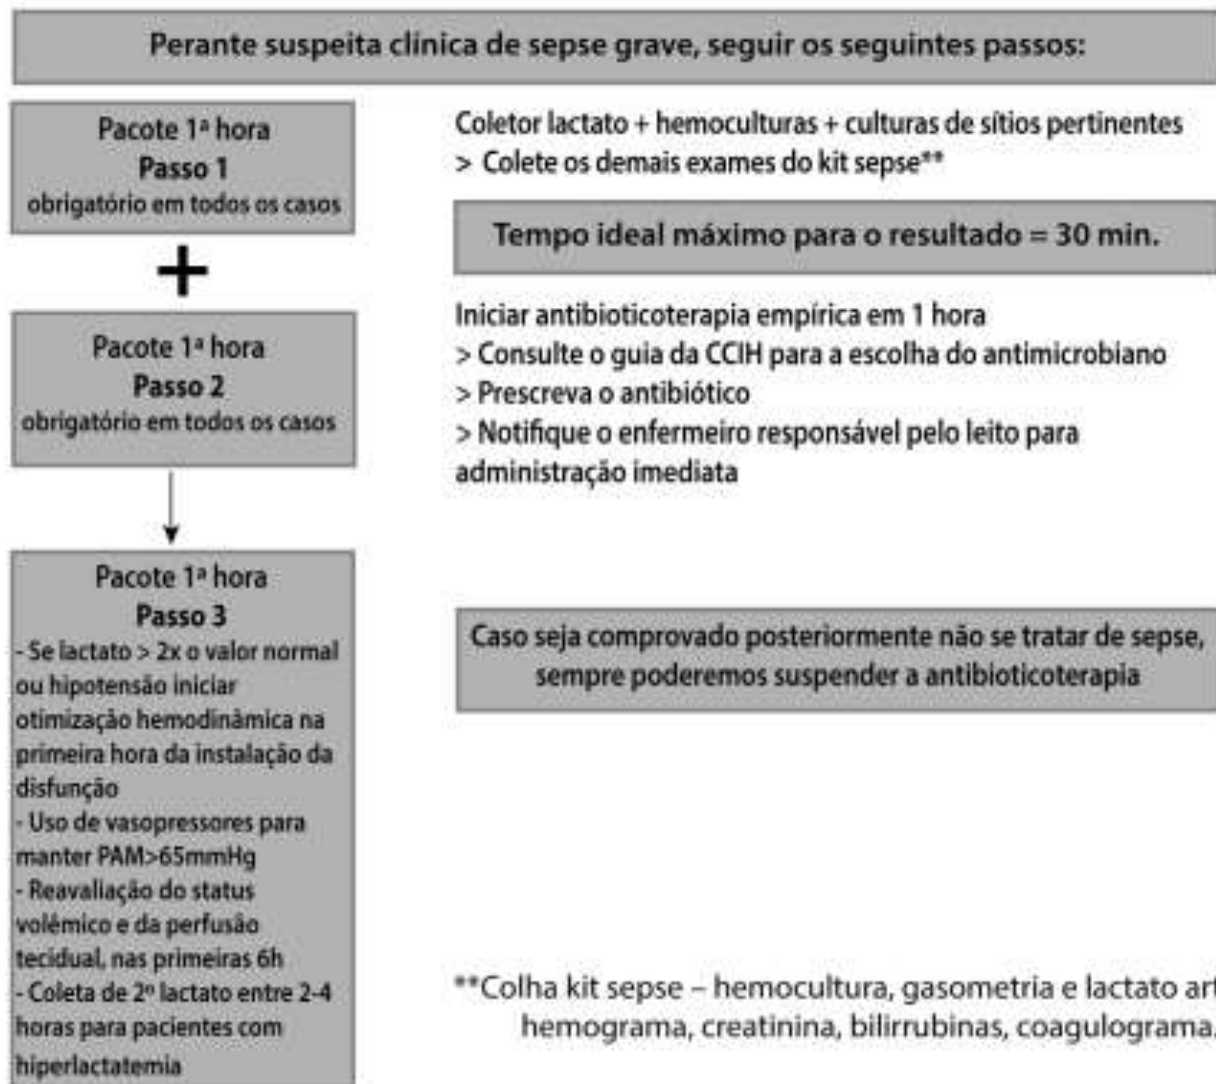 Perante suspeita clínica de sepse grave, seguir os seguintes passos:
Pacote 1ª hora
Passo 1
obrigatório em todos os casos
Coletor lactato + hemoculturas + culturas de sítios pertinentes
> Colete os demais exames do kit sepse**
Tempo ideal máximo para o resultado = 30 min.
+
Pacote 1ª hora
Passo 2
obrigatório em todos os casos
Iniciar antibioticoterapia empírica em 1 hora
> Consulte o guia da CCIH para a escolha do antimicrobiano
> Prescreva o antibiótico
> Notifique o enfermeiro responsável pelo leito para
administração imediata
Pacote 1ª hora
Passo 3
- Se lactato > 2x o valor normal
ou hipotensão iniciar
otimização hemodinâmica na
primeira hora da instalação da
disfunção
- Uso de vasopressores para
manter PAM>65mmHg
- Reavaliação do status
volêmico e da perfusão
tecidual, nas primeiras 6h
- Coleta de 2º lactato entre 2-4
horas para pacientes com
hiperlactatemia
Caso seja comprovado posteriormente não se tratar de sepse,
sempre poderemos suspender a antibioticoterapia
**Colha kit sepse – hemocultura, gasometria e lactato art
hemograma, creatinina, bilirrubinas, coagulograma.